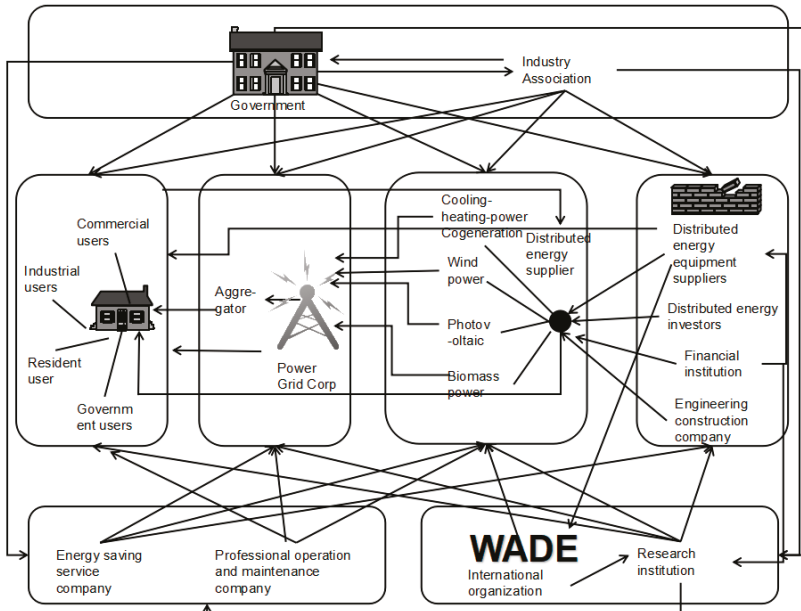 Government
Industry
Association
Commercial
users
Industrial
users
Resident
user
Governm
ent users
Aggre-
gator
Power
Grid Corp
Cooling-
heating-power
Cogeneration
Distributed
energy
supplier
Wind
power
Photov
-oltaic
Biomass
power
Distributed
energy
equipment
suppliers
Distributed energy
investors
Financial
institution
Engineering
construction
company
Energy saving
service
company
Professional operation
and maintenance
company
WADE
International
organization
Research
institution